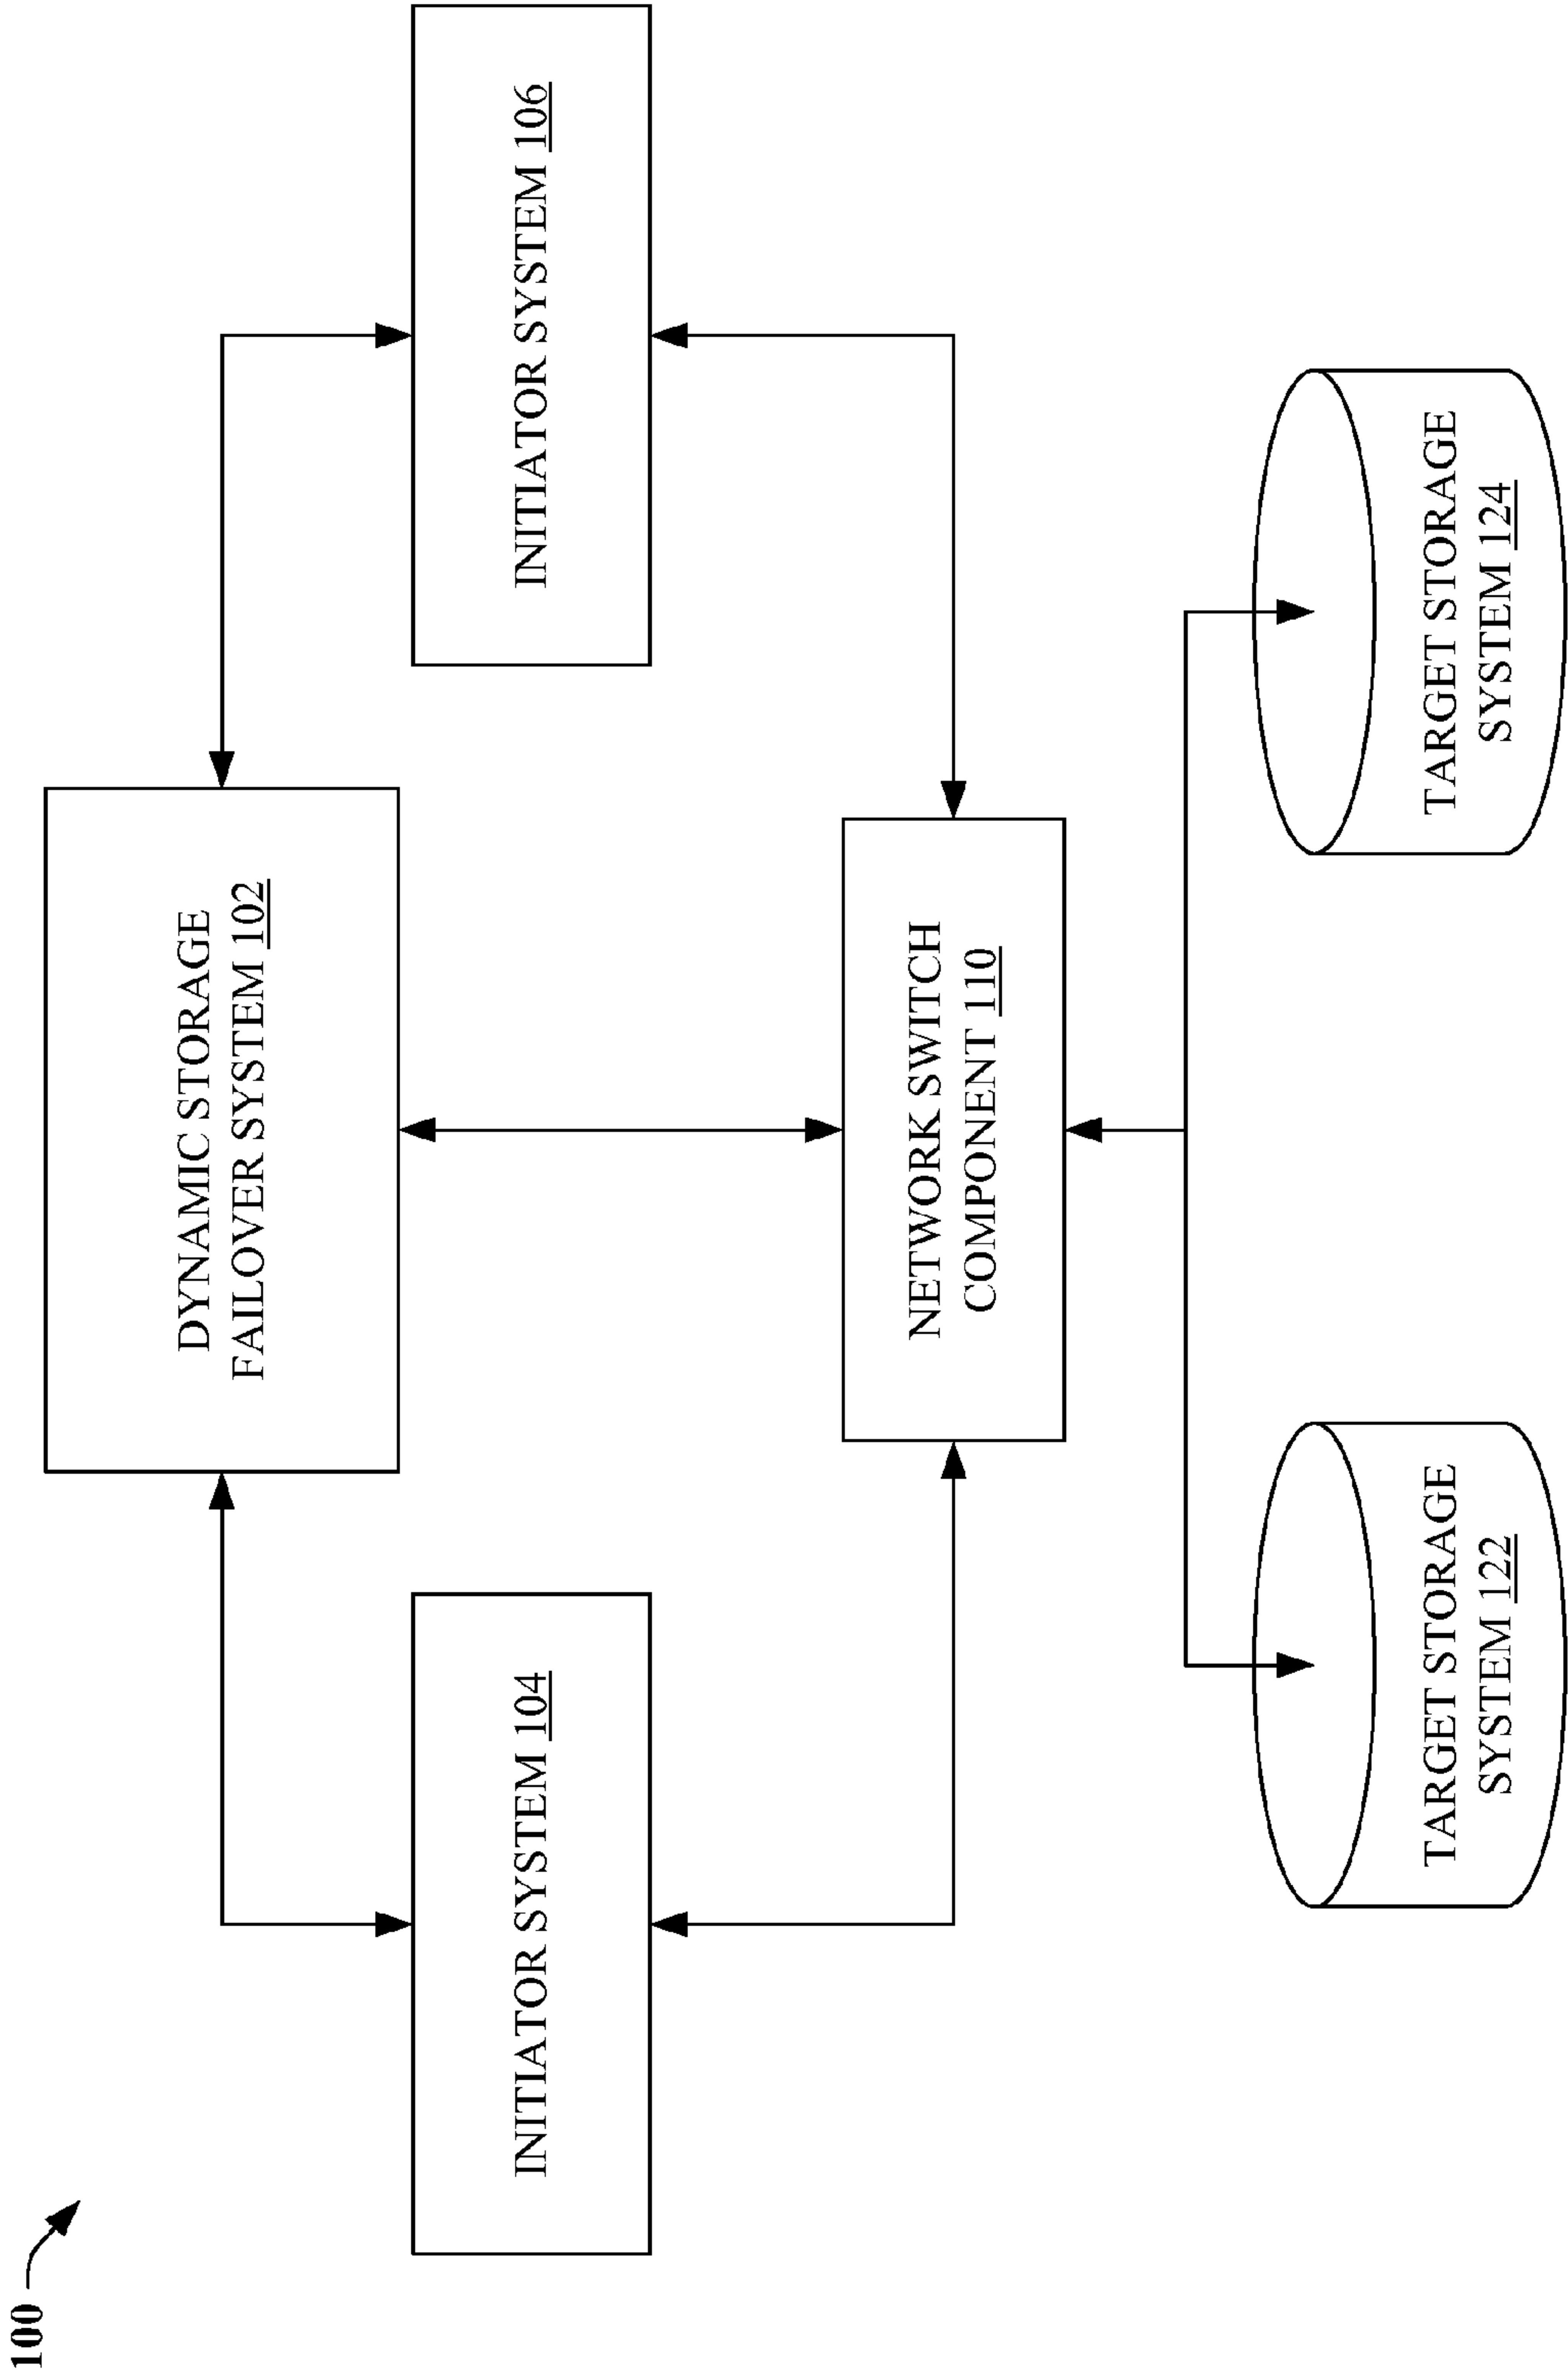 100
DYNAMIC STORAGE
FAILOVER SYSTEM 102
INITIATOR SYSTEM 104
INITIATOR SYSTEM 106
NETWORK SWITCH
COMPONENT 110
TARGET STORAGE
SYSTEM 122
TARGET STORAGE
SYSTEM 124